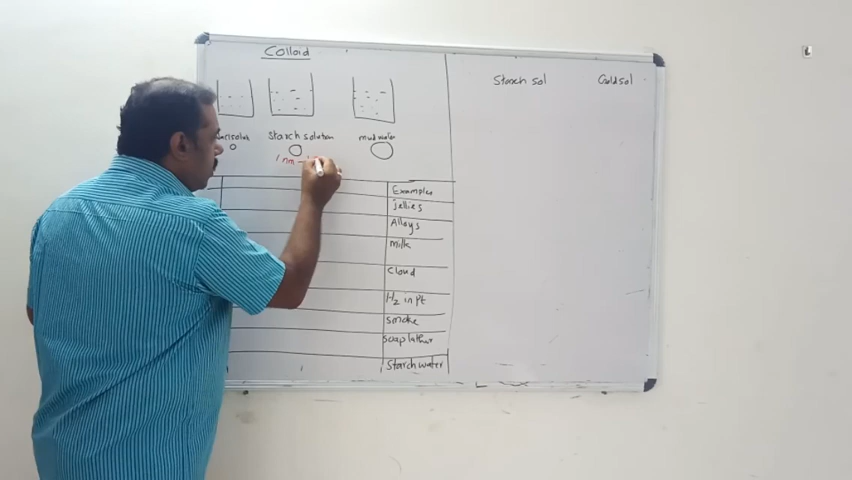 Colloid
Starch sol
Gold sol
Starch solution
mud water
1 nm –
Examples
jellies
Alloys
milk
cloud
H2 in pt
smoke
soap lather
Starch water